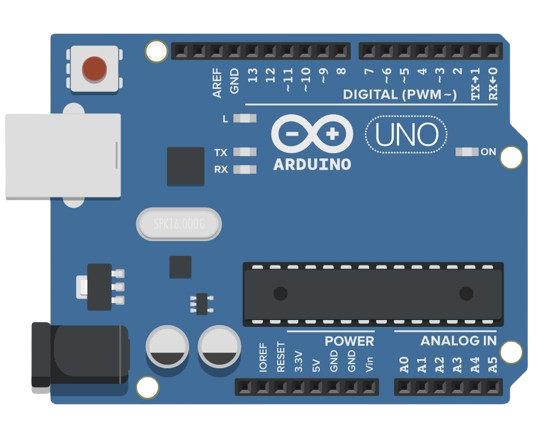 AREF
GND
13
12
~11
~10
~9
8
7
~6
~5
4
~3
2
TX→1
RX←0
DIGITAL (PWM~)
L
TX
RX
ARDUINO
UNO
ON
POWER
ANALOG IN
IOREF
RESET
3.3V
5V
GND
GND
Vin
A0
A1
A2
A3
A4
A5